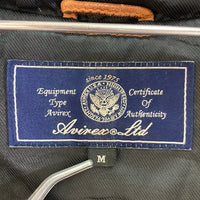 since 1975
Equipment Type Avirex
Certificate Of Authenticity
Avirex Ltd
M